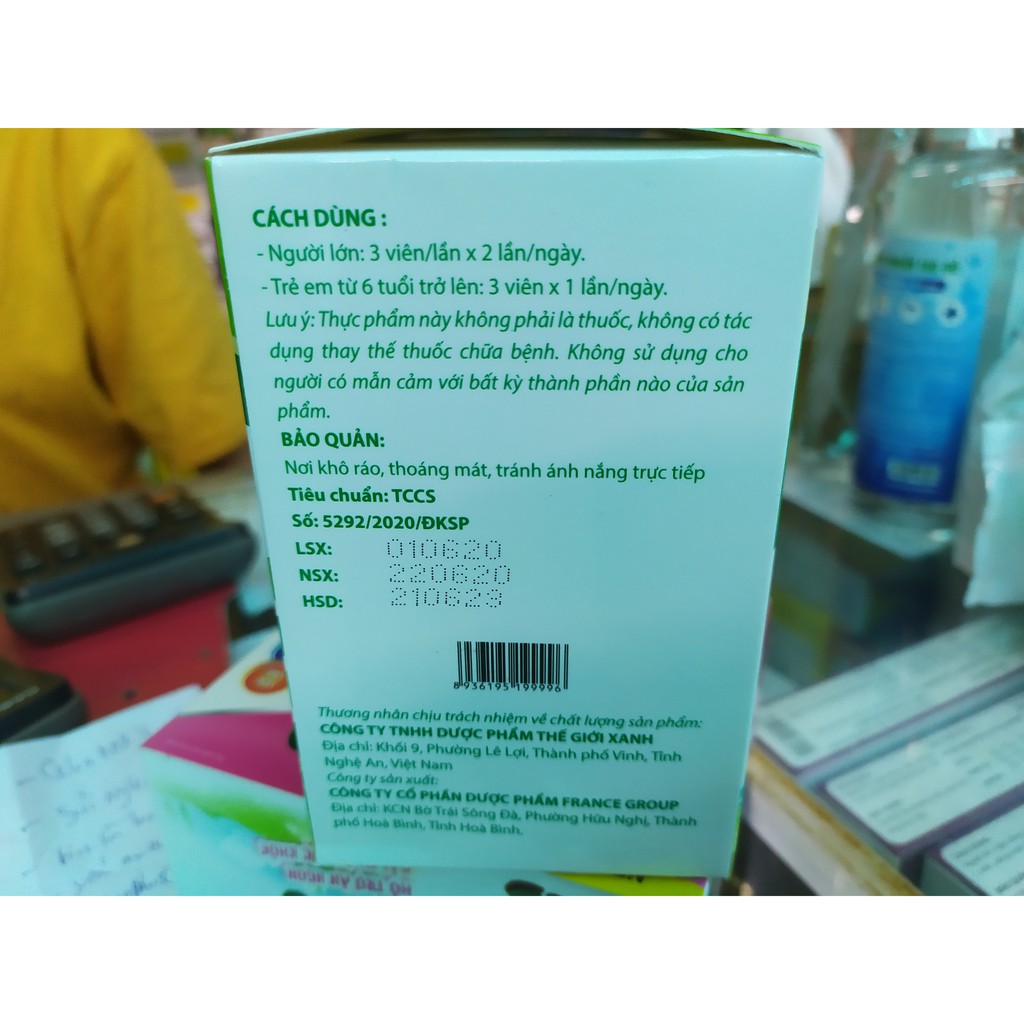 CÁCH DÙNG :
- Người lớn: 3 viên/lần x 2 lần/ngày.
- Trẻ em từ 6 tuổi trở lên: 3 viên x 1 lần/ngày.
Lưu ý: Thực phẩm này không phải là thuốc, không có tác
dụng thay thế thuốc chữa bệnh. Không sử dụng cho
người có mẫn cảm với bất kỳ thành phần nào của sản
phẩm.
BẢO QUẢN:
Nơi khô ráo, thoáng mát, tránh ánh nắng trực tiếp
Tiêu chuẩn: TCCS
Số: 5292/2020/ĐKSP
LSX: 010620
NSX: 220620
HSD: 210623
8 936195 199996
Thương nhân chịu trách nhiệm về chất lượng sản phẩm:
CÔNG TY TNHH DƯỢC PHẨM THẾ GIỚI XANH
Địa chỉ: Khối 9, Phường Lê Lợi, Thành phố Vinh, Tỉnh
Nghệ An, Việt Nam
Công ty sản xuất:
CÔNG TY CỔ PHẦN DƯỢC PHẨM FRANCE GROUP
Địa chỉ: KCN Bờ Trái Sông Đà, Phường Hữu Nghị, Thành
phố Hoà Bình, Tỉnh Hoà Bình.